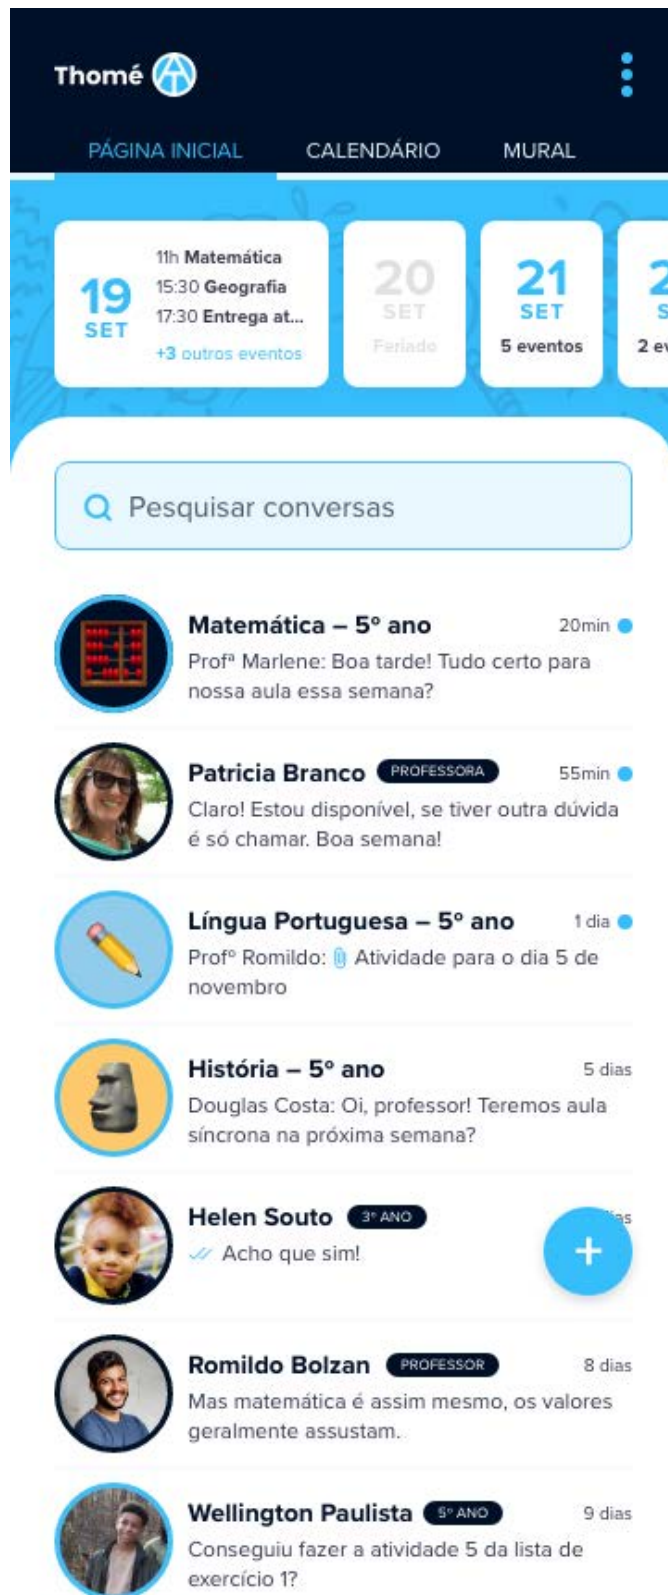 Thomé
PÁGINA INICIAL CALENDÁRIO MURAL
19
SET
11h Matemática
15:30 Geografia
17:30 Entrega at...
+3 outros eventos
20
SET
Feriado
21
SET
5 eventos
2
S
2 ev
Pesquisar conversas
Matemática – 5º ano 20min
Profª Marlene: Boa tarde! Tudo certo para
nossa aula essa semana?
Patricia Branco PROFESSORA 55min
Claro! Estou disponível, se tiver outra dúvida
é só chamar. Boa semana!
Língua Portuguesa – 5º ano 1 dia
Profº Romildo: Atividade para o dia 5 de
novembro
História – 5º ano 5 dias
Douglas Costa: Oi, professor! Teremos aula
síncrona na próxima semana?
Helen Souto 3º ANO
Acho que sim!
+
Romildo Bolzan PROFESSOR 8 dias
Mas matemática é assim mesmo, os valores
geralmente assustam.
Wellington Paulista 5º ANO 9 dias
Conseguiu fazer a atividade 5 da lista de
exercício 1?